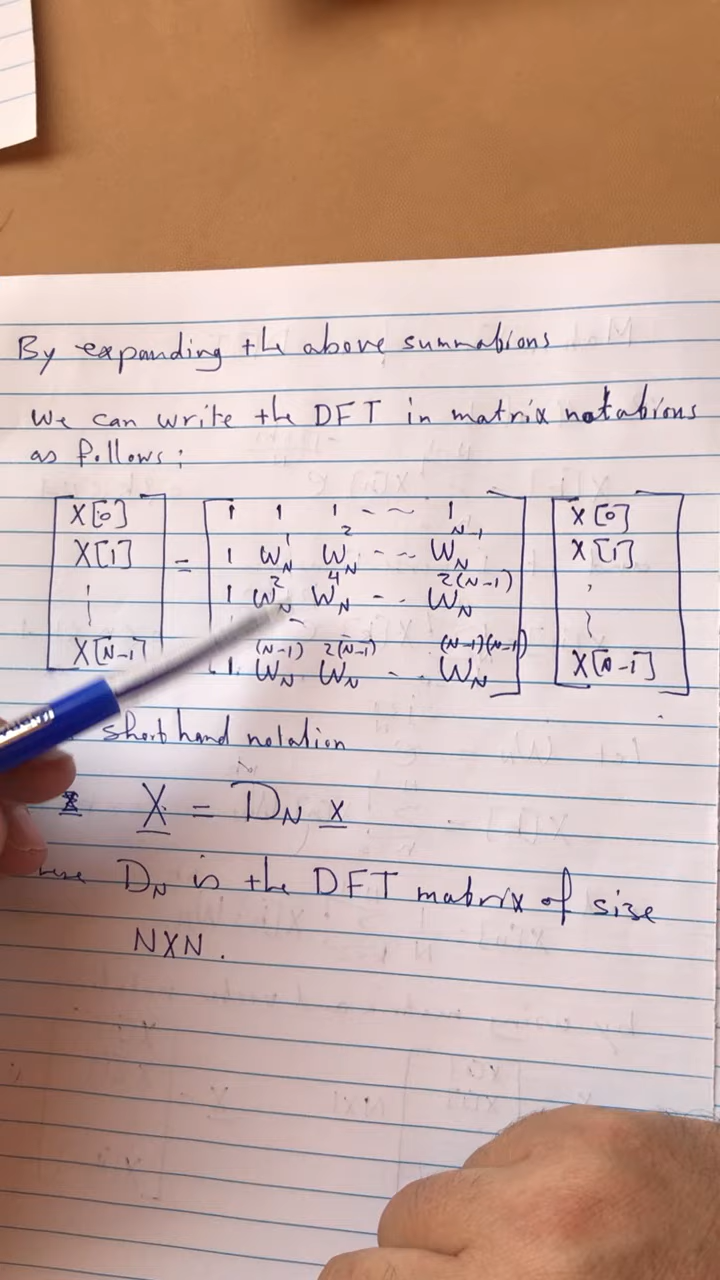 By expanding the above summations
we can write the DFT in matrix notations
as follows:
[X[0] X[1] ⋮ X[N-1]] = [1 1 1 -- 1
1 W_N^1 W_N^2 -- W_N^{N-1}
1 W_N^2 W_N^4 -- W_N^{2(N-1)}
1 W_N^{(N-1)} W_N^{2(N-1)} -- W_N^{(N-1)(N-1)}] [x[0] x[1] ⋮ x[N-1]]
shorthand notation
X = D_N x
D_N is the DFT matrix of size
NXN.